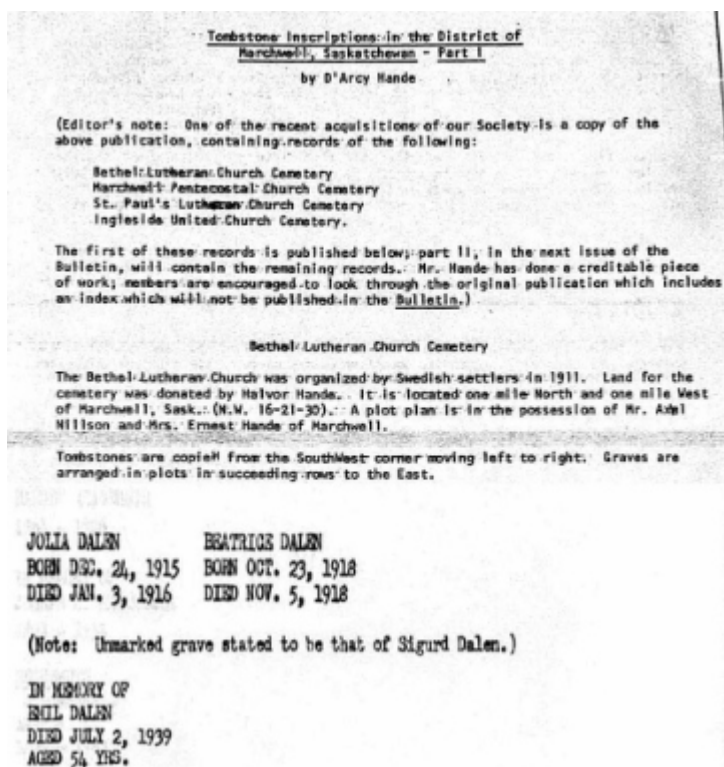 Tombstone Inscriptions in the District of
Marchwell, Saskatchewan - Part I
by D'Arcy Hande
(Editor's note: One of the recent acquisitions of our Society is a copy of the
above publication, containing records of the following:
Bethel Lutheran Church Cemetery
Marchwell Pentecostal Church Cemetery
St. Paul's Lutheran Church Cemetery
Ingleside United Church Cemetery.
The first of these records is published below; part II, in the next issue of the
Bulletin, will contain the remaining records. Mr. Hande has done a creditable piece
of work; members are encouraged to look through the original publication which includes
an index which will not be published in the Bulletin.)
Bethel Lutheran Church Cemetery
The Bethel Lutheran Church was organized by Swedish settlers in 1911. Land for the
cemetery was donated by Halvor Hande. It is located one mile North and one mile West
of Marchwell, Sask. (N.W. 16-21-30). A plot plan is in the possession of Mr. Axel
Nillson and Mrs. Ernest Hande of Marchwell.
Tombstones are copied from the SouthWest corner moving left to right. Graves are
arranged in plots in succeeding rows to the East.
JOLIA DALEN BEATRICE DALEN
BORN DEC. 24, 1915 BORN OCT. 23, 1918
DIED JAN. 3, 1916 DIED NOV. 5, 1918
(Note: Unmarked grave stated to be that of Sigurd Dalen.)
IN MEMORY OF
EMIL DALEN
DIED JULY 2, 1939
AGED 54 YRS.